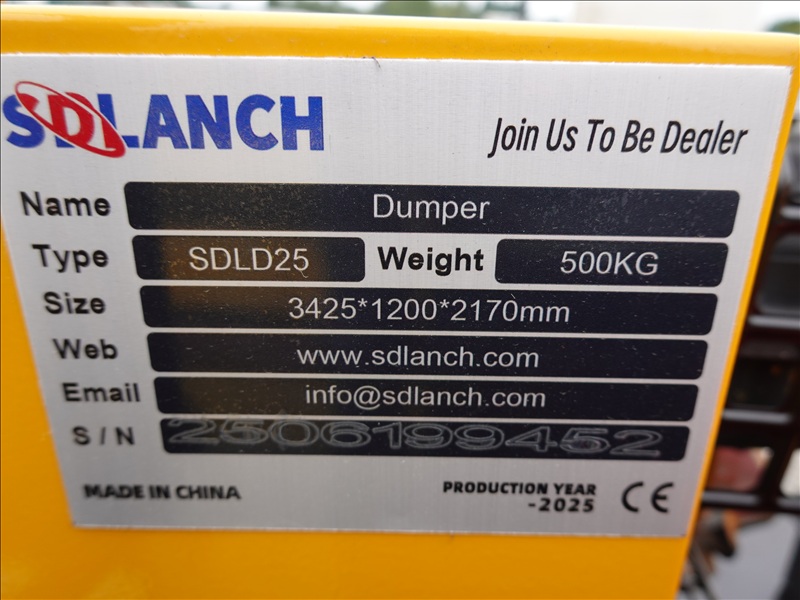 SDLANCH
Join Us To Be Dealer
Name Dumper
Type SDLD25 Weight 500KG
Size 3425*1200*2170mm
Web www.sdlanch.com
Email info@sdlanch.com
S/N 2506199452
MADE IN CHINA
PRODUCTION YEAR
-2025
CE